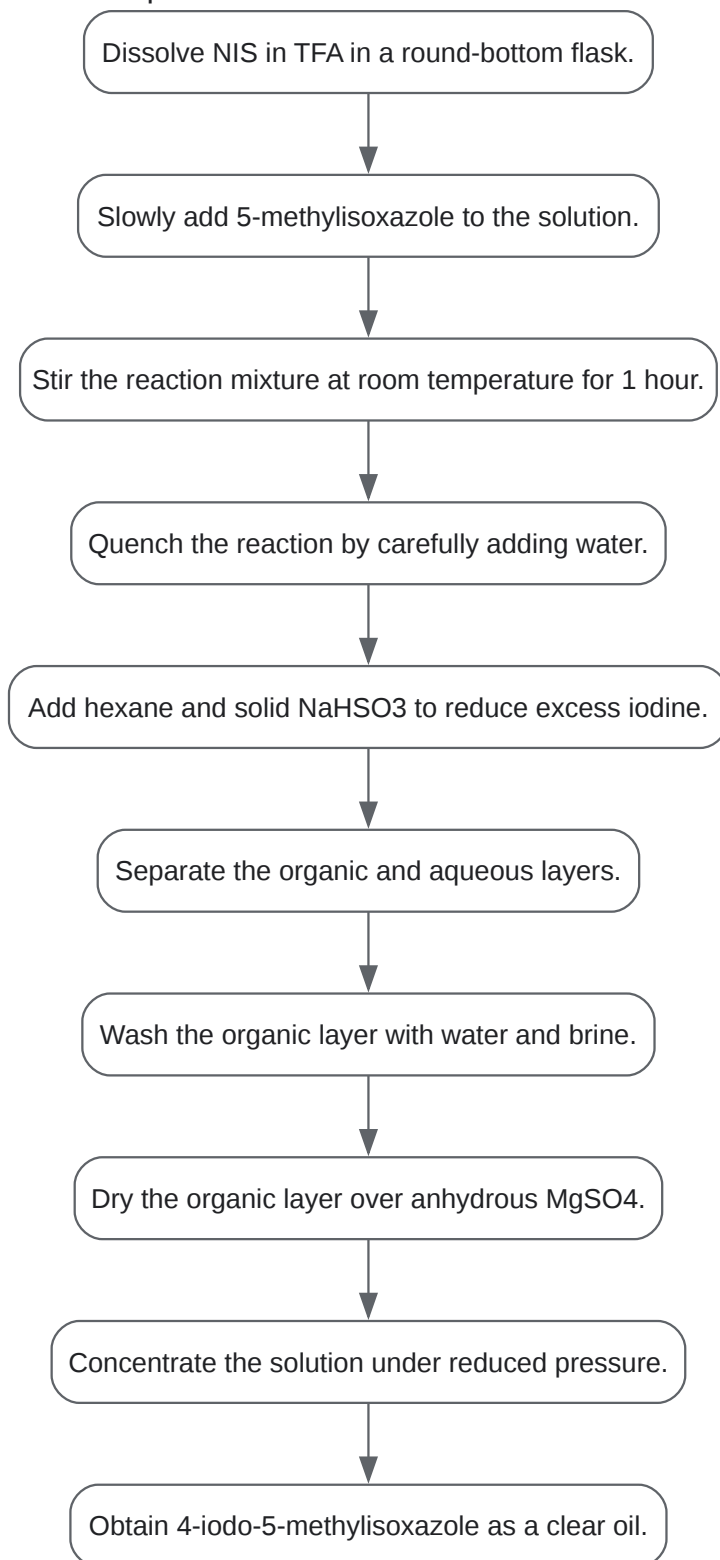 Dissolve NIS in TFA in a round-bottom flask.
Slowly add 5-methylisoxazole to the solution.
Stir the reaction mixture at room temperature for 1 hour.
Quench the reaction by carefully adding water.
Add hexane and solid NaHSO3 to reduce excess iodine.
Separate the organic and aqueous layers.
Wash the organic layer with water and brine.
Dry the organic layer over anhydrous MgSO4.
Concentrate the solution under reduced pressure.
Obtain 4-iodo-5-methylisoxazole as a clear oil.